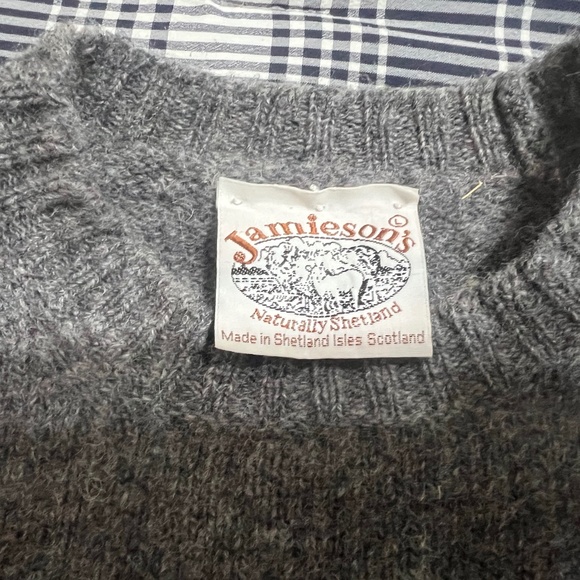 L
Jamieson's
Naturally Shetland
Made in Shetland Isles Scotland